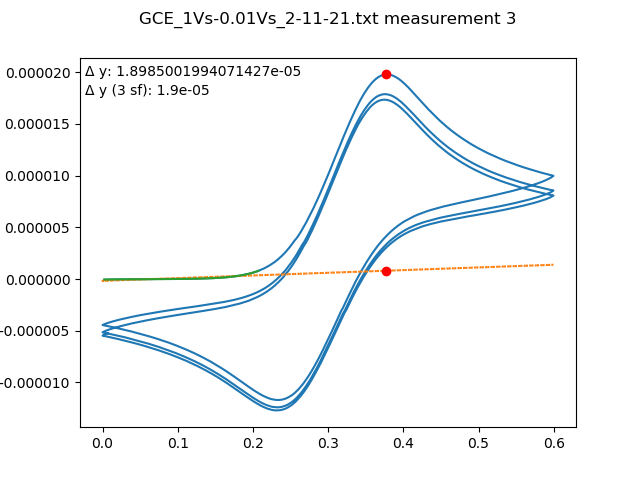 GCE_1Vs-0.01Vs_2-11-21.txt measurement 3
Δ y: 1.8985001994071427e-05
Δ y (3 sf): 1.9e-05
0.000020
0.000015
0.000010
0.000005
0.000000
-0.000005
-0.000010
0.0 0.1 0.2 0.3 0.4 0.5 0.6